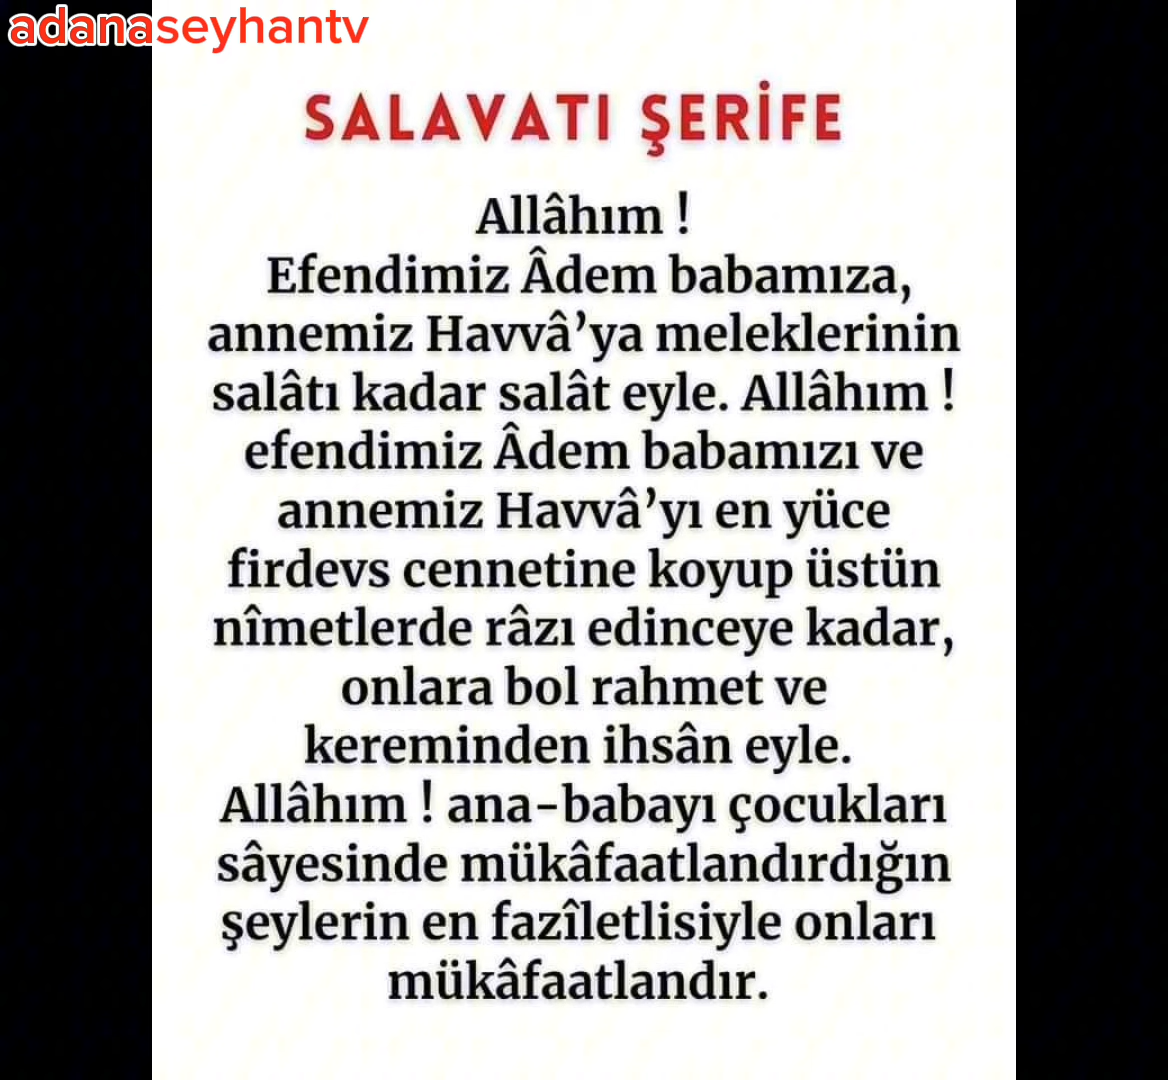 adanaseyhantv
SALAVATI ŞERİFE
Allâhım !
Efendimiz Âdem babamıza,
annemiz Havvâ’ya meleklerinin
salâtı kadar salât eyle. Allâhım !
efendimiz Âdem babamızı ve
annemiz Havvâ’yı en yüce
firdevs cennetine koyup üstün
nîmetlerde râzı edinceye kadar,
onlara bol rahmet ve
kereminden ihsân eyle.
Allâhım ! ana-babayı çocukları
sâyesinde mükâfaatlandırdığın
şeylerin en fazîletlisiyle onları
mükâfaatlandır.